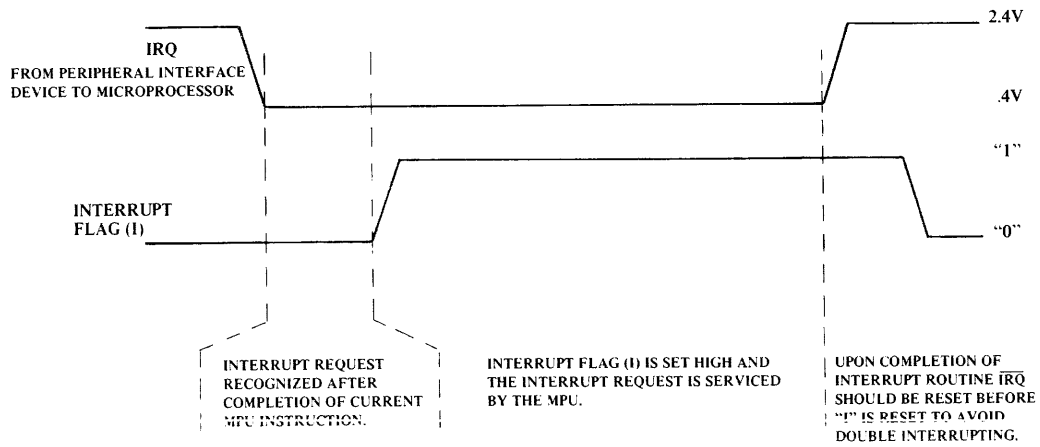 2.4V
IRQ
FROM PERIPHERAL INTERFACE
DEVICE TO MICROPROCESSOR
.4V
“1”
INTERRUPT
FLAG (I)
“0”
INTERRUPT REQUEST
RECOGNIZED AFTER
COMPLETION OF CURRENT
MPU INSTRUCTION.
INTERRUPT FLAG (I) IS SET HIGH AND
THE INTERRUPT REQUEST IS SERVICED
BY THE MPU.
UPON COMPLETION OF
INTERRUPT ROUTINE IRQ
SHOULD BE RESET BEFORE
“I” IS RESET TO AVOID
DOUBLE INTERRUPTING.